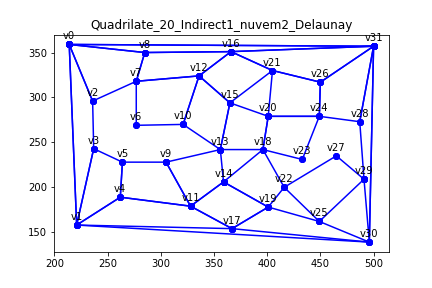 Quadrilate_20_Indirect1_nuvem2_Delaunay
v0
v31
v8
v16
350
v7
v12
v21
v26
v2
300
v15
v6
v10
v20
v24
v28
250
v3
v13
v18
v5
v9
v23
v27
200
v4
v14
v22
v29
v11
v19
150
v1
v17
v25
v30
200
250
300
350
400
450
500